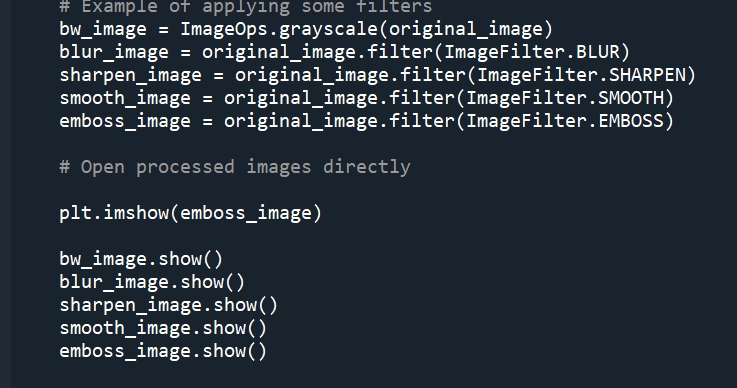 # Example of applying some filters
bw_image = ImageOps.grayscale(original_image)
blur_image = original_image.filter(ImageFilter.BLUR)
sharpen_image = original_image.filter(ImageFilter.SHARPEN)
smooth_image = original_image.filter(ImageFilter.SMOOTH)
emboss_image = original_image.filter(ImageFilter.EMBOSS)
# Open processed images directly
plt.imshow(emboss_image)
bw_image.show()
blur_image.show()
sharpen_image.show()
smooth_image.show()
emboss_image.show()